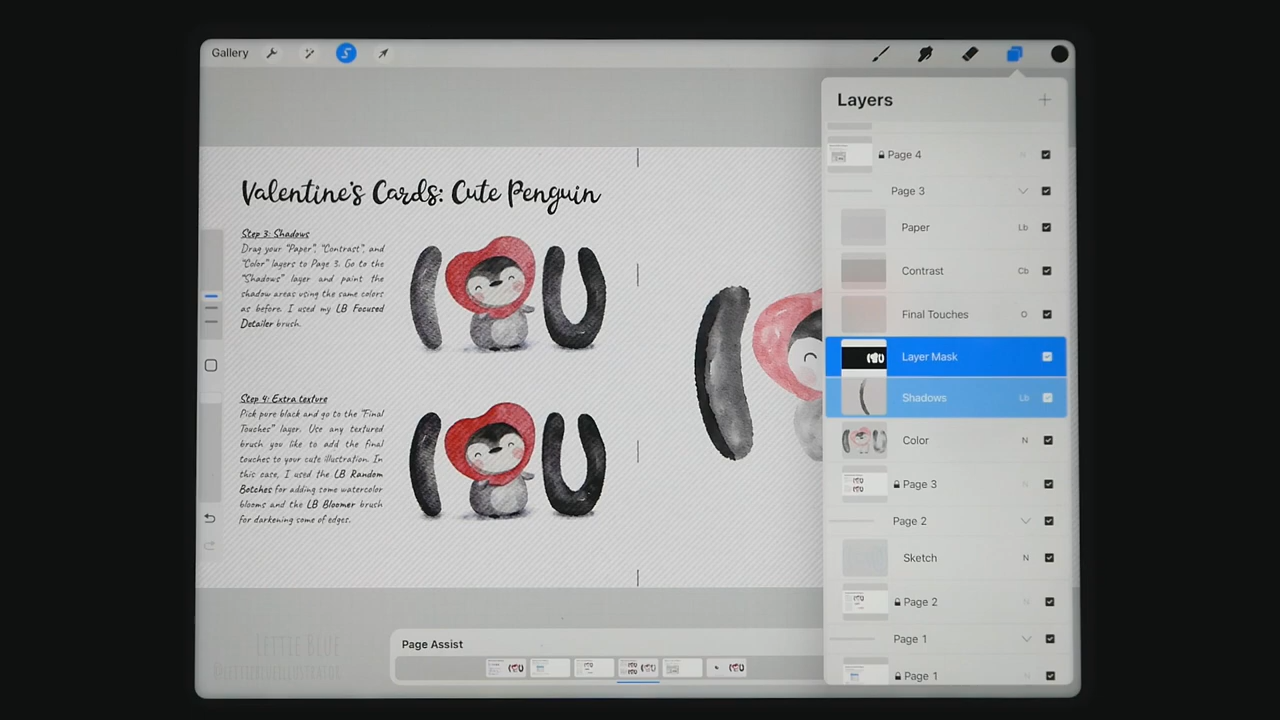 Gallery
Layers
Page 4
N
Page 3
Paper
Lb
Contrast
Cb
Final Touches
O
Layer Mask
Shadows
Lb
Color
N
Page 3
N
Page 2
Sketch
N
Page 2
N
Page 1
Page 1
N
Valentine's Cards: Cute Penguin
Step 3: Shadows
Drag your "Paper", "Contrast", and
"Color" layers to Page 3. Go to the
"Shadows" layer and paint the
shadow areas using the same colors
as before. I used my LB Focused
Detailer brush.
Step 4: Extra texture
Pick pure black and go to the "Final
Touches" layer. Use any textured
brush you like to add the final
touches to your cute illustration. In
this case, I used the LB Random
Botches for adding some watercolor
blooms and the LB Bloomer brush
for darkening some of edges.
I U
I U
I
Page Assist
LETTIE BLUE